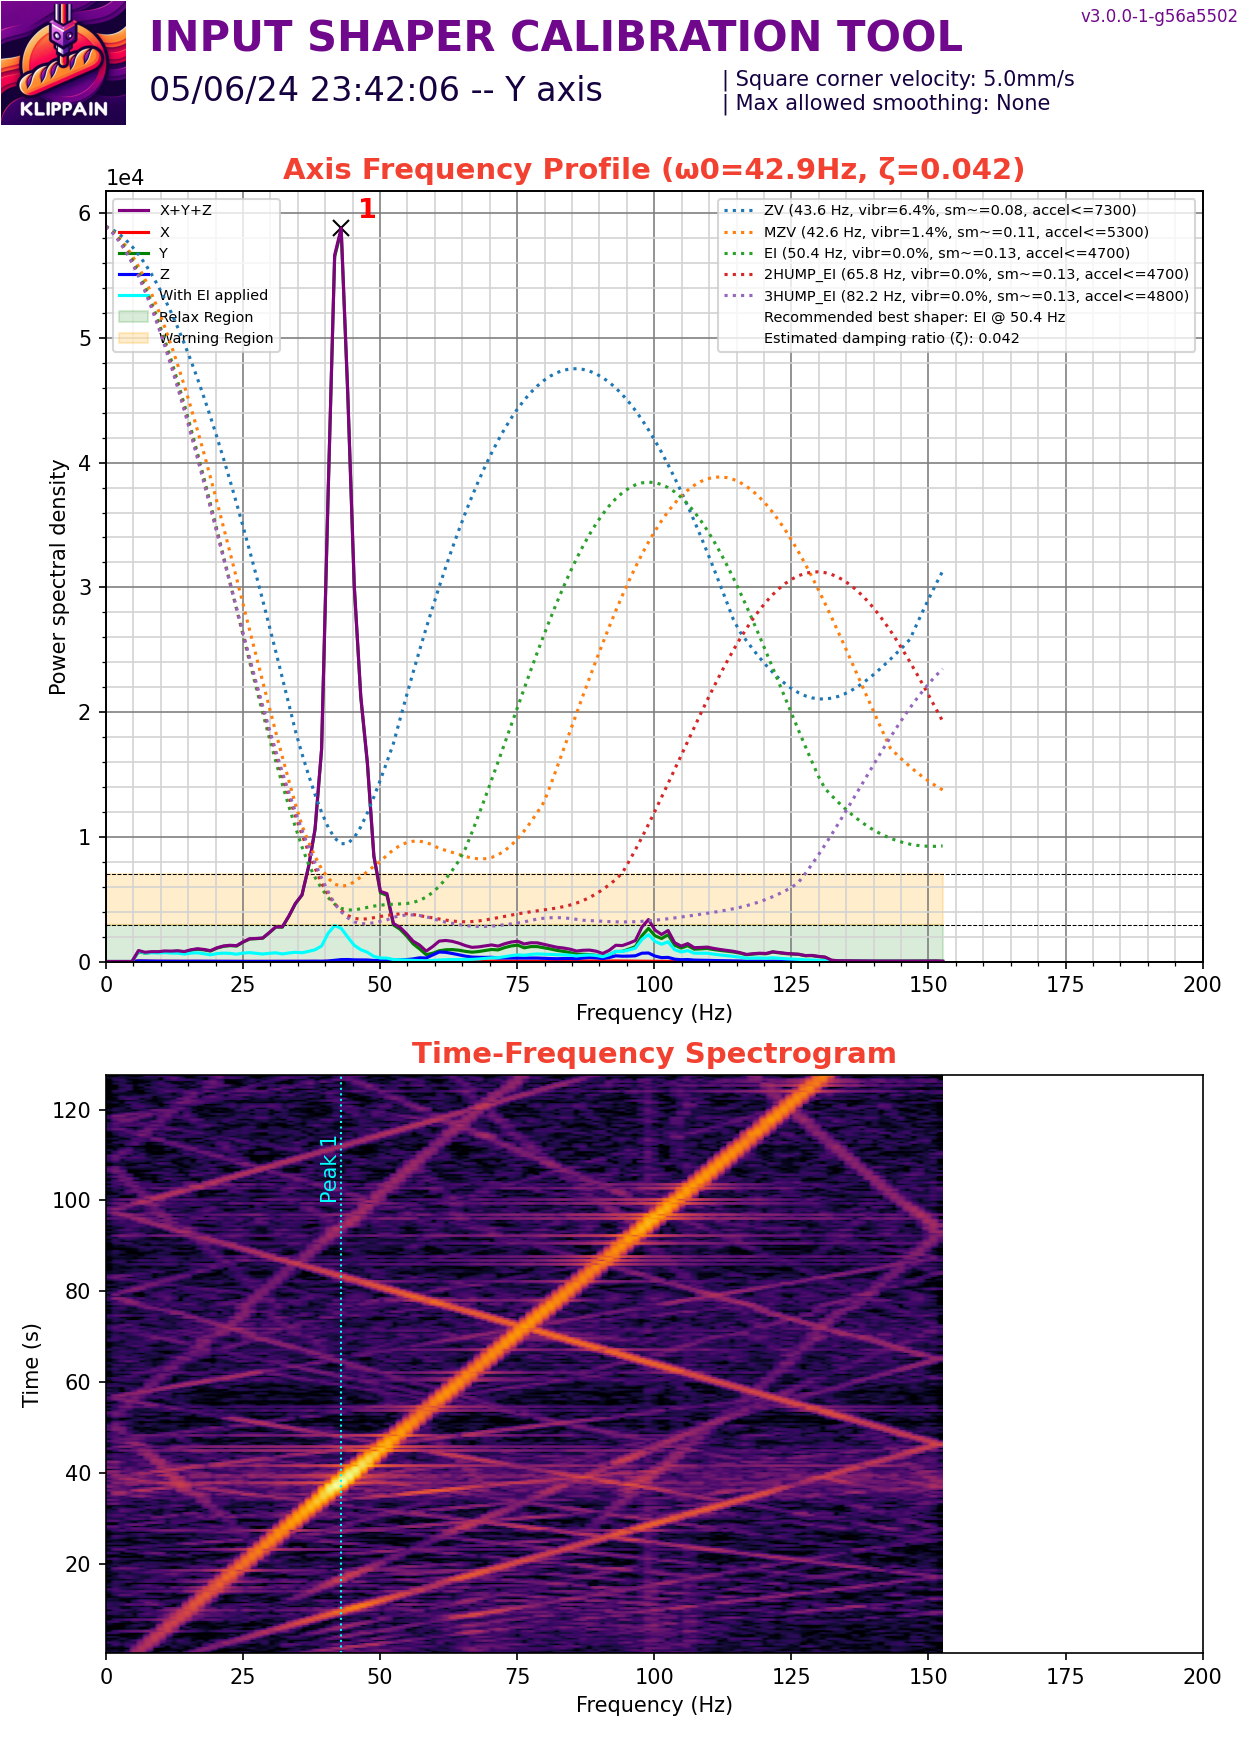 v3.0.0-1-g56a5502
INPUT SHAPER CALIBRATION TOOL
05/06/24 23:42:06 -- Y axis
| Square corner velocity: 5.0mm/s
| Max allowed smoothing: None
KLIPPAIN
Axis Frequency Profile (ω0=42.9Hz, ζ=0.042)
1e4
1
X+Y+Z
X
Y
Z
With EI applied
Relax Region
Warning Region
ZV (43.6 Hz, vibr=6.4%, sm~=0.08, accel<=7300)
MZV (42.6 Hz, vibr=1.4%, sm~=0.11, accel<=5300)
EI (50.4 Hz, vibr=0.0%, sm~=0.13, accel<=4700)
2HUMP_EI (65.8 Hz, vibr=0.0%, sm~=0.13, accel<=4700)
3HUMP_EI (82.2 Hz, vibr=0.0%, sm~=0.13, accel<=4800)
Recommended best shaper: EI @ 50.4 Hz
Estimated damping ratio (ζ): 0.042
6
5
4
3
2
1
0
Power spectral density
0 25 50 75 100 125 150 175 200
Frequency (Hz)
Time-Frequency Spectrogram
Peak 1
120
100
80
60
40
20
Time (s)
0 25 50 75 100 125 150 175 200
Frequency (Hz)